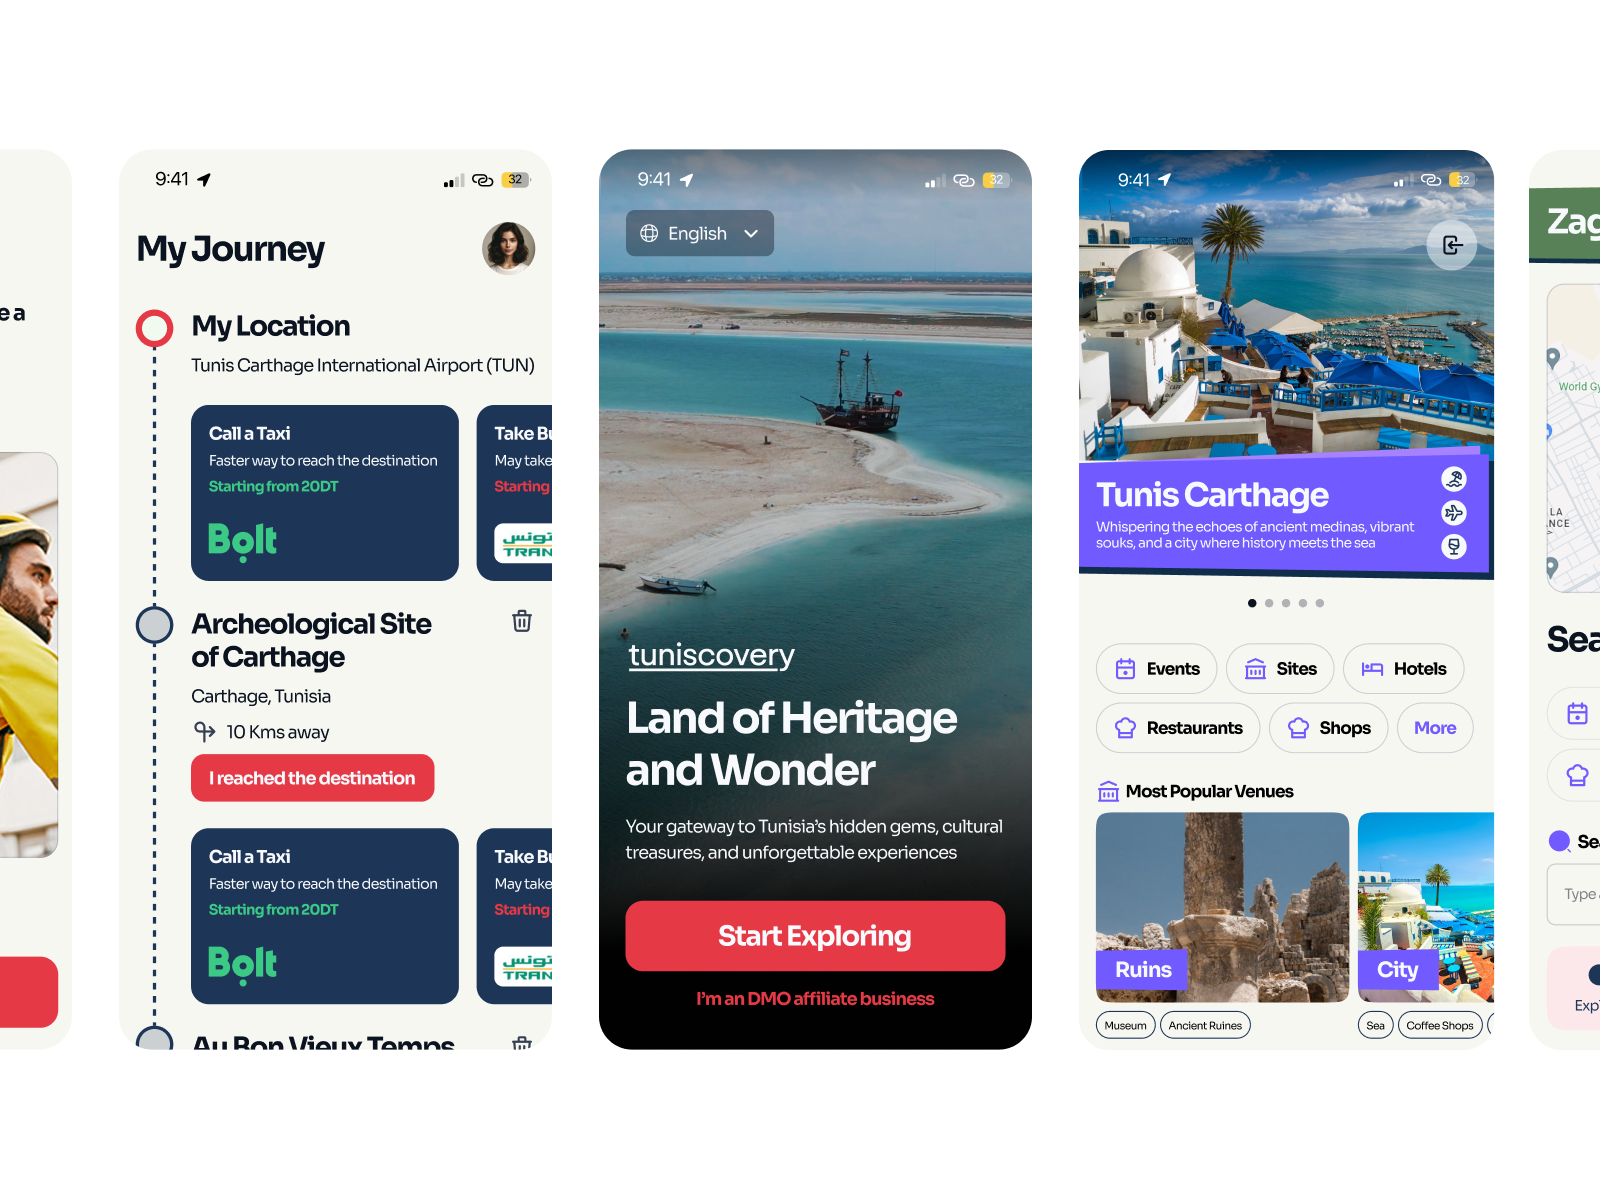 e a
9:41
32
My Journey
My Location
Tunis Carthage International Airport (TUN)
Call a Taxi
Faster way to reach the destination
Starting from 20DT
Bolt
Take Bu
May take
Starting
تونس
TRAN
Archeological Site
of Carthage
Carthage, Tunisia
10 Kms away
I reached the destination
Call a Taxi
Faster way to reach the destination
Starting from 20DT
Bolt
Take Bu
May take
Starting
تونس
TRAN
Au Bon Vieux Temps
9:41
32
English
tuniscovery
Land of Heritage
and Wonder
Your gateway to Tunisia's hidden gems, cultural
treasures, and unforgettable experiences
Start Exploring
I'm an DMO affiliate business
9:41
32
Tunis Carthage
Whispering the echoes of ancient medinas, vibrant
souks, and a city where history meets the sea
Events
Sites
Hotels
Restaurants
Shops
More
Most Popular Venues
Ruins
City
Museum
Ancient Ruines
Sea
Coffee Shops
Zag
World Gy
LA
NCE
Sea
Sea
Type a
Exp